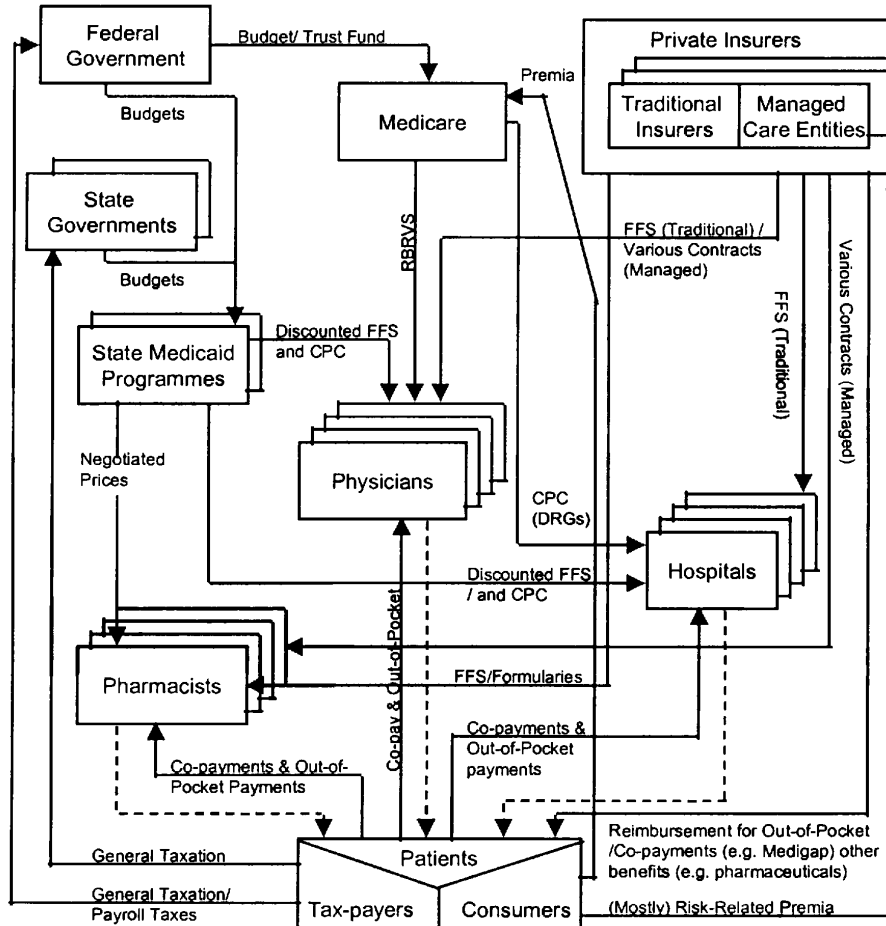 Federal
Government
Budget/ Trust Fund
Private Insurers
Premia
Traditional
Insurers
Managed
Care Entities
Budgets
Medicare
State
Governments
RBRVS
FFS (Traditional) /
Various Contracts
(Managed)
Various Contracts (Managed)
FFS (Traditional)
Budgets
State Medicaid
Programmes
Discounted FFS
and CPC
Negotiated
Prices
Physicians
CPC
(DRGs)
Hospitals
Discounted FFS
/ and CPC
Co-pay & Out-of-Pocket
Pharmacists
FFS/Formularies
Co-payments &
Out-of-Pocket
payments
Co-payments & Out-of-
Pocket Payments
Reimbursement for Out-of-Pocket
/Co-payments (e.g. Medigap) other
benefits (e.g. pharmaceuticals)
General Taxation
Patients
General Taxation/
Payroll Taxes
Tax-payers
Consumers
(Mostly) Risk-Related Premia